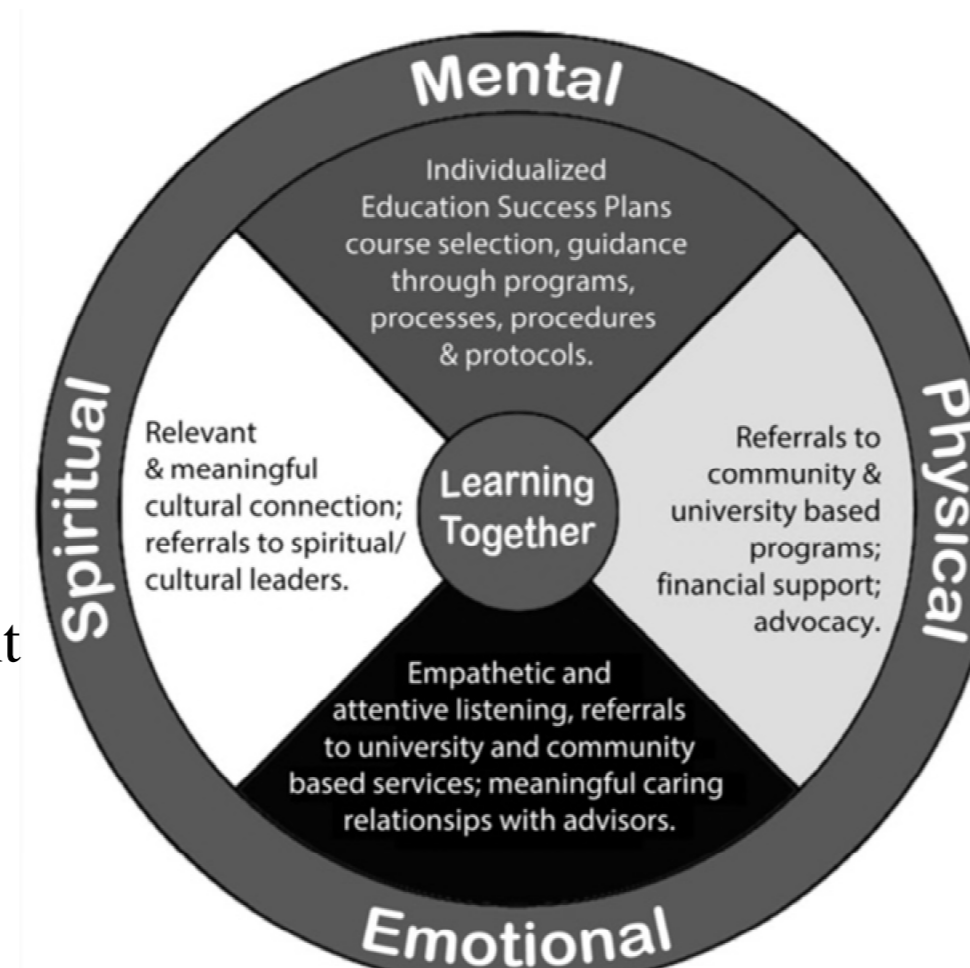 Mental
Individualized
Education Success Plans
course selection, guidance
through programs,
processes, procedures
& protocols.
Spiritual
Relevant
& meaningful
cultural connection;
referrals to spiritual/
cultural leaders.
Learning
Together
Referrals to
community &
university based
programs;
financial support;
advocacy.
Physical
Empathetic and
attentive listening, referrals
to university and community
based services; meaningful caring
relationsips with advisors.
Emotional